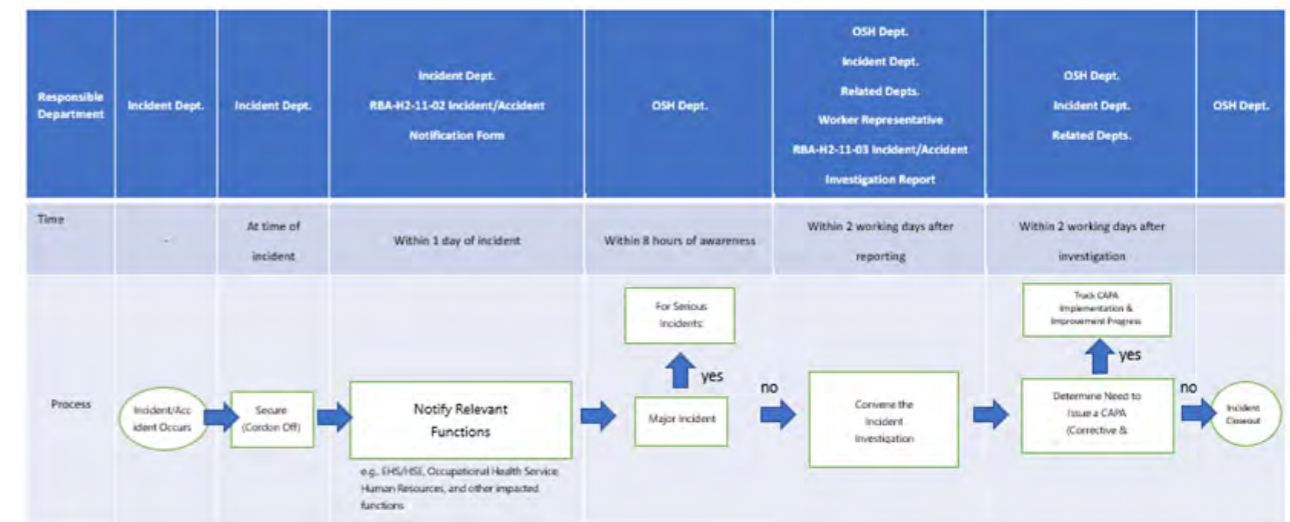 Responsible
Department
Incident Dept.
Incident Dept.
Incident Dept.
RBA-H2-11-02 Incident/Accident
Notification Form
OSH Dept.
OSH Dept.
Incident Dept.
Related Depts.
Worker Representative
RBA-H2-11-03 Incident/Accident
Investigation Report
OSH Dept.
Incident Dept.
Related Depts.
OSH Dept.
Time
-
At time of
incident
Within 1 day of incident
Within 8 hours of awareness
Within 2 working days after
reporting
Within 2 working days after
investigation
Process
Incident/Acc
ident Occurs
Secure
(Cordon Off)
Notify Relevant
Functions
e.g., EHS/HSE, Occupational Health Service
Human Resources, and other impacted
functions
For Serious
Incidents:
yes
Major Incident
no
Convene the
Incident
Investigation
Track CAPA
Implementation &
Improvement Progress
yes
Determine Need to
Issue a CAPA
(Corrective &
no
Incident
Closeout